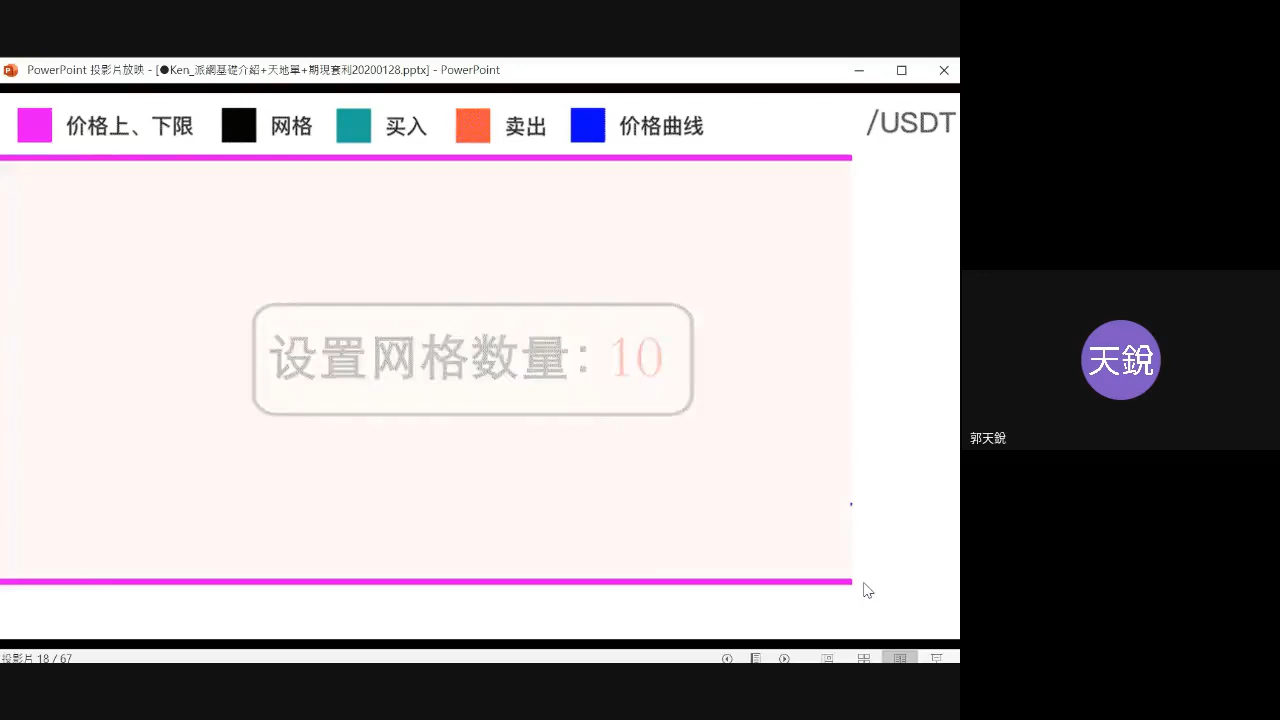 PowerPoint 投影片放映 - [●Ken_派網基礎介紹+天地單+期現套利20200128.pptx] - PowerPoint
价格上、下限 网格 买入 卖出 价格曲线 /USDT
设置网格数量：10
天銳
郭天銳
投影片 18 / 67